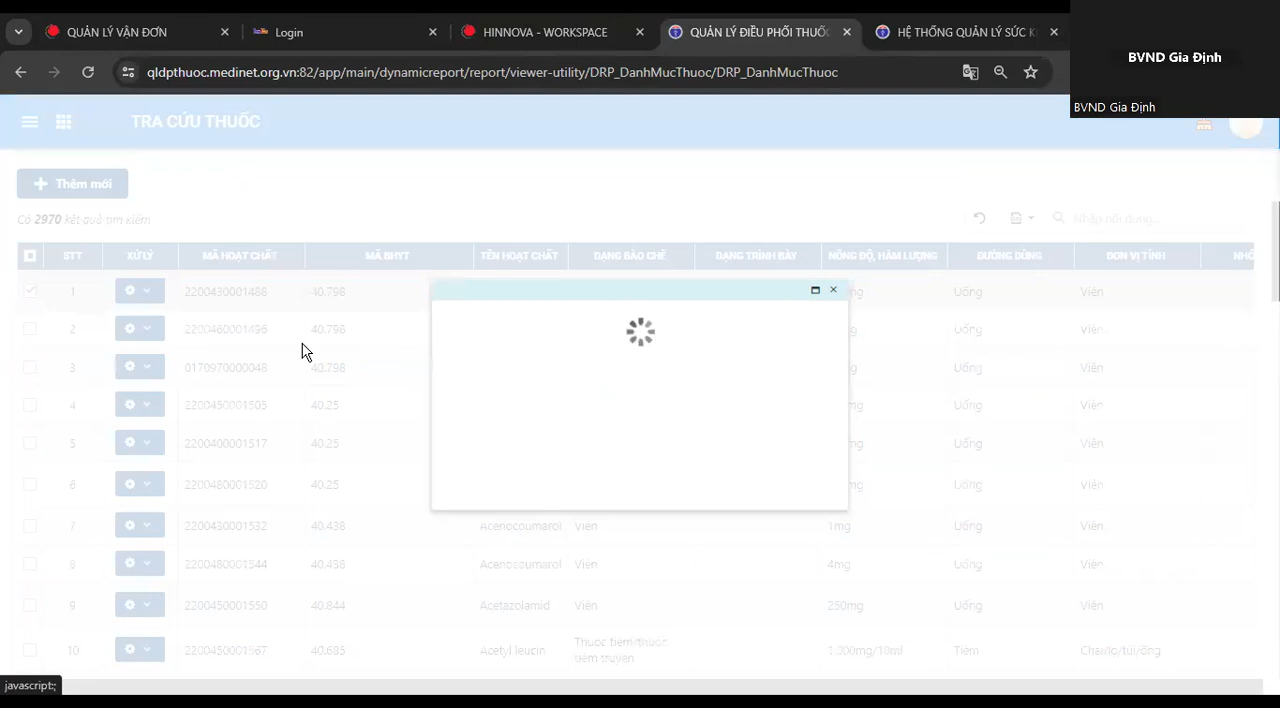 QUẢN LÝ VẬN ĐƠN
Login
HINNOVA - WORKSPACE
QUẢN LÝ ĐIỀU PHỐI THUỐC
HỆ THỐNG QUẢN LÝ SỨC K
BVND Gia Định
BVND Gia Định
qldpthuoc.medinet.org.vn:82/app/main/dynamicreport/report/viewer-utility/DRP_DanhMucThuoc/DRP_DanhMucThuoc
TRA CỨU THUỐC
Thêm mới
Có 2970 kết quả tìm kiếm
Nhập nội dung...
STT XỬ LÝ MÃ HOẠT CHẤT MÃ BHYT TÊN HOẠT CHẤT DẠNG BÀO CHẾ DẠNG TRÌNH BÀY NỒNG ĐỘ, HÀM LƯỢNG ĐƯỜNG DÙNG ĐƠN VỊ TÍNH NHÓ
1 2200430001486 40.798 Uống Viên
2 2200460001496 40.798 Uống Viên
3 0170970000048 40.798 Uống Viên
4 2200450001505 40.25 Uống Viên
5 2200400001517 40.25 Uống Viên
6 2200480001520 40.25 Uống Viên
7 2200430001532 40.438 Acenocoumarol Viên 1mg Uống Viên
8 2200480001544 40.438 Acenocoumarol Viên 4mg Uống Viên
9 2200450001550 40.844 Acetazolamid Viên 250mg Uống Viên
10 2200450001567 40.685 Acetyl leucin Thuốc tiêm/thuốc tiêm truyền 1.000mg/10ml Tiêm Chai/lọ/túi/ống
javascript:;